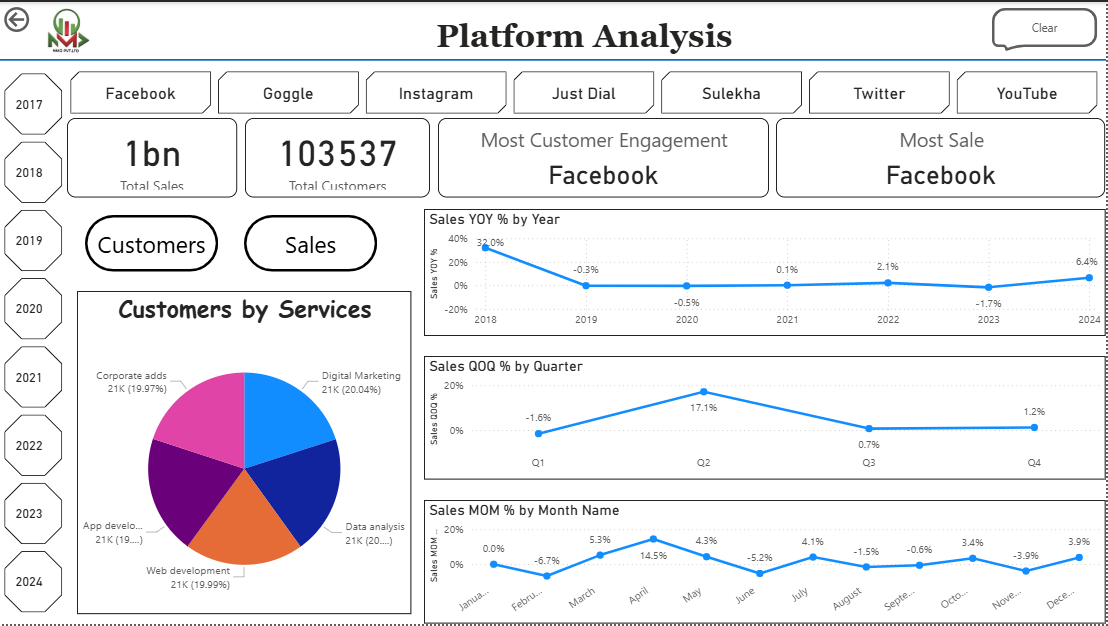 Platform Analysis
Clear
NMG PVT.LTD
2017
2018
2019
2020
2021
2022
2023
2024
Facebook
Goggle
Instagram
Just Dial
Sulekha
Twitter
YouTube
1bn
Total Sales
103537
Total Customers
Most Customer Engagement
Facebook
Most Sale
Facebook
Customers
Sales
Customers by Services
Corporate adds
21K (19.97%)
Digital Marketing
21K (20.04%)
App develo...
21K (19....)
Data analysis
21K (20....)
Web development
21K (19.99%)
Sales YOY % by Year
Sales YOY %
40%
20%
0%
-20%
32.0%
-0.3%
-0.5%
0.1%
2.1%
-1.7%
6.4%
2018
2019
2020
2021
2022
2023
2024
Sales QOQ % by Quarter
Sales QOQ %
20%
0%
-1.6%
17.1%
0.7%
1.2%
Q1
Q2
Q3
Q4
Sales MOM % by Month Name
Sales MOM ...
20%
0%
0.0%
-6.7%
5.3%
14.5%
4.3%
-5.2%
4.1%
-1.5%
-0.6%
3.4%
-3.9%
3.9%
Janua...
Febru...
March
April
May
June
July
August
Septe...
Octo...
Nove...
Dece...